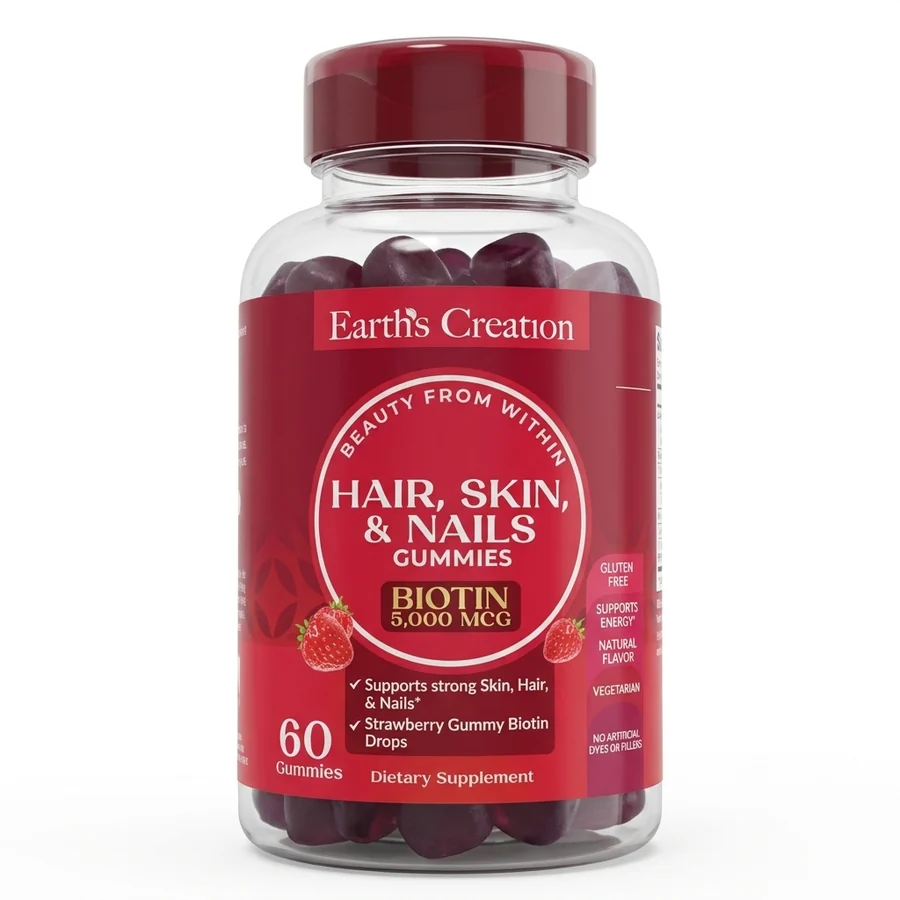 Earth's Creation
BEAUTY FROM WITHIN
HAIR, SKIN,
& NAILS
GUMMIES
BIOTIN
5,000 MCG
✓ Supports strong Skin, Hair,
& Nails*
✓ Strawberry Gummy Biotin
Drops
60
Gummies
Dietary Supplement
GLUTEN
FREE
SUPPORTS
ENERGY*
NATURAL
FLAVOR
VEGETARIAN
NO ARTIFICIAL
DYES OR FILLERS